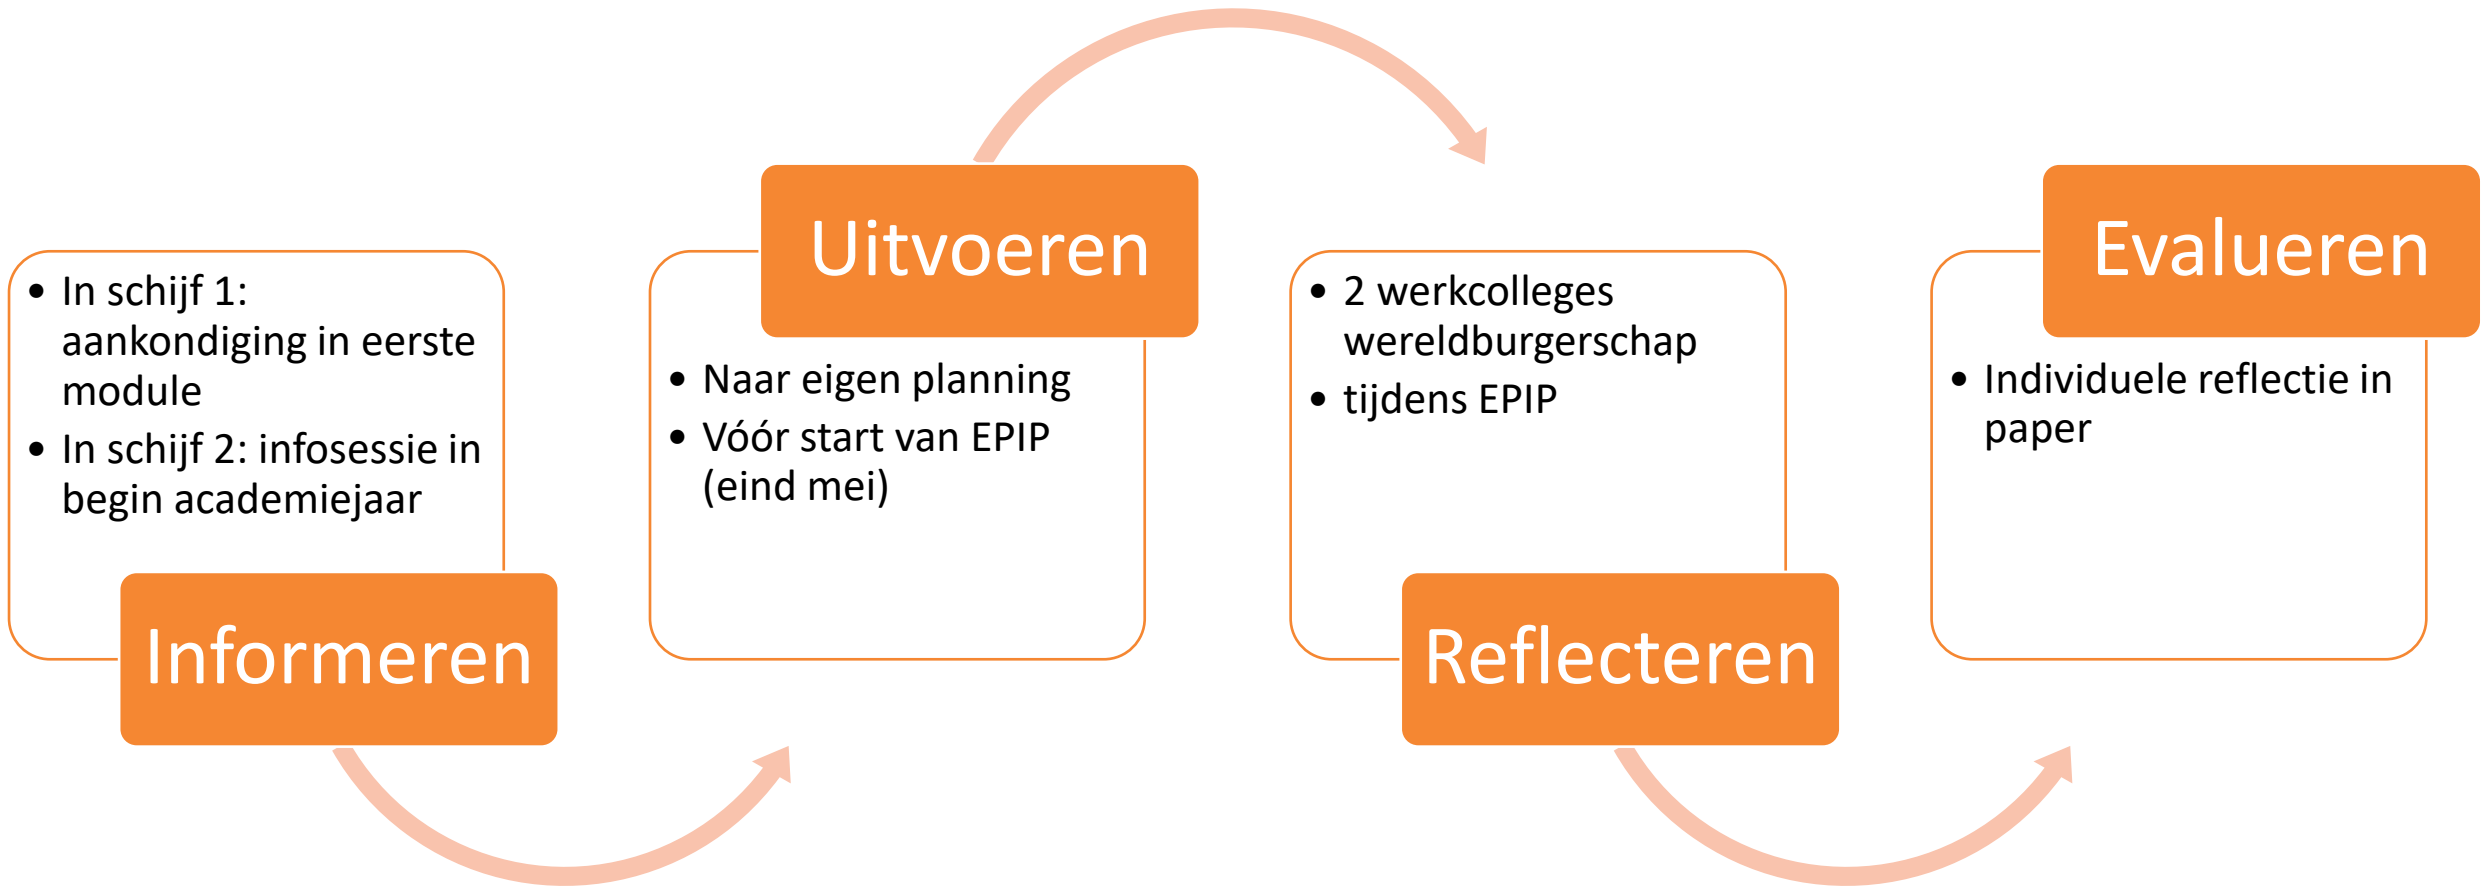 • In schijf 1:
aankondiging in eerste
module
• In schijf 2: infosessie in
begin academiejaar
Informeren
Uitvoeren
• Naar eigen planning
• Vóór start van EPIP
(eind mei)
• 2 werkcolleges
wereldburgerschap
• tijdens EPIP
Reflecteren
Evalueren
• Individuele reflectie in
paper